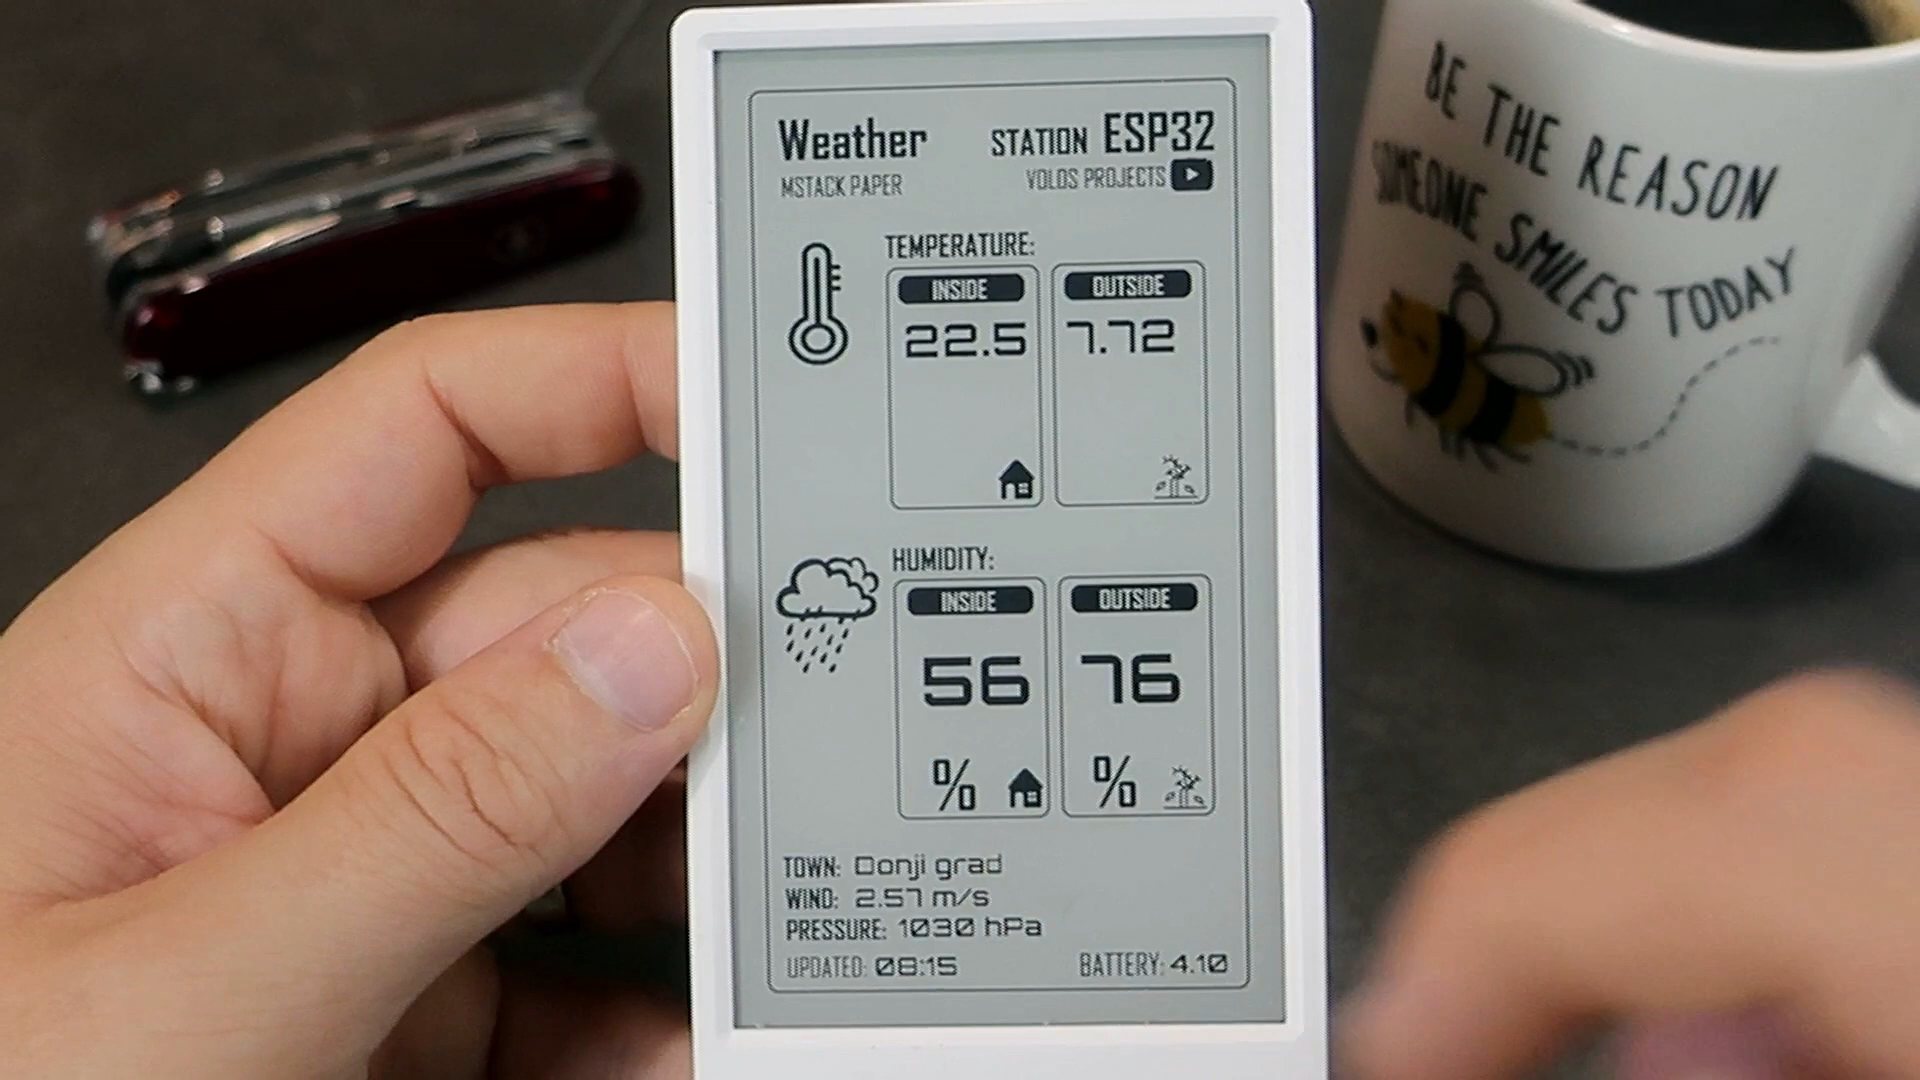 Weather STATION ESP32
M5TACK PAPER VOLOS PROJECTS
TEMPERATURE:
INSIDE OUTSIDE
22.5 7.72
HUMIDITY:
INSIDE OUTSIDE
56 76
% %
TOWN: Donji grad
WIND: 2.57 m/s
PRESSURE: 1030 hPa
UPDATED: 08:15 BATTERY: 4.10
BE THE REASON
SOMEONE SMILES TODAY